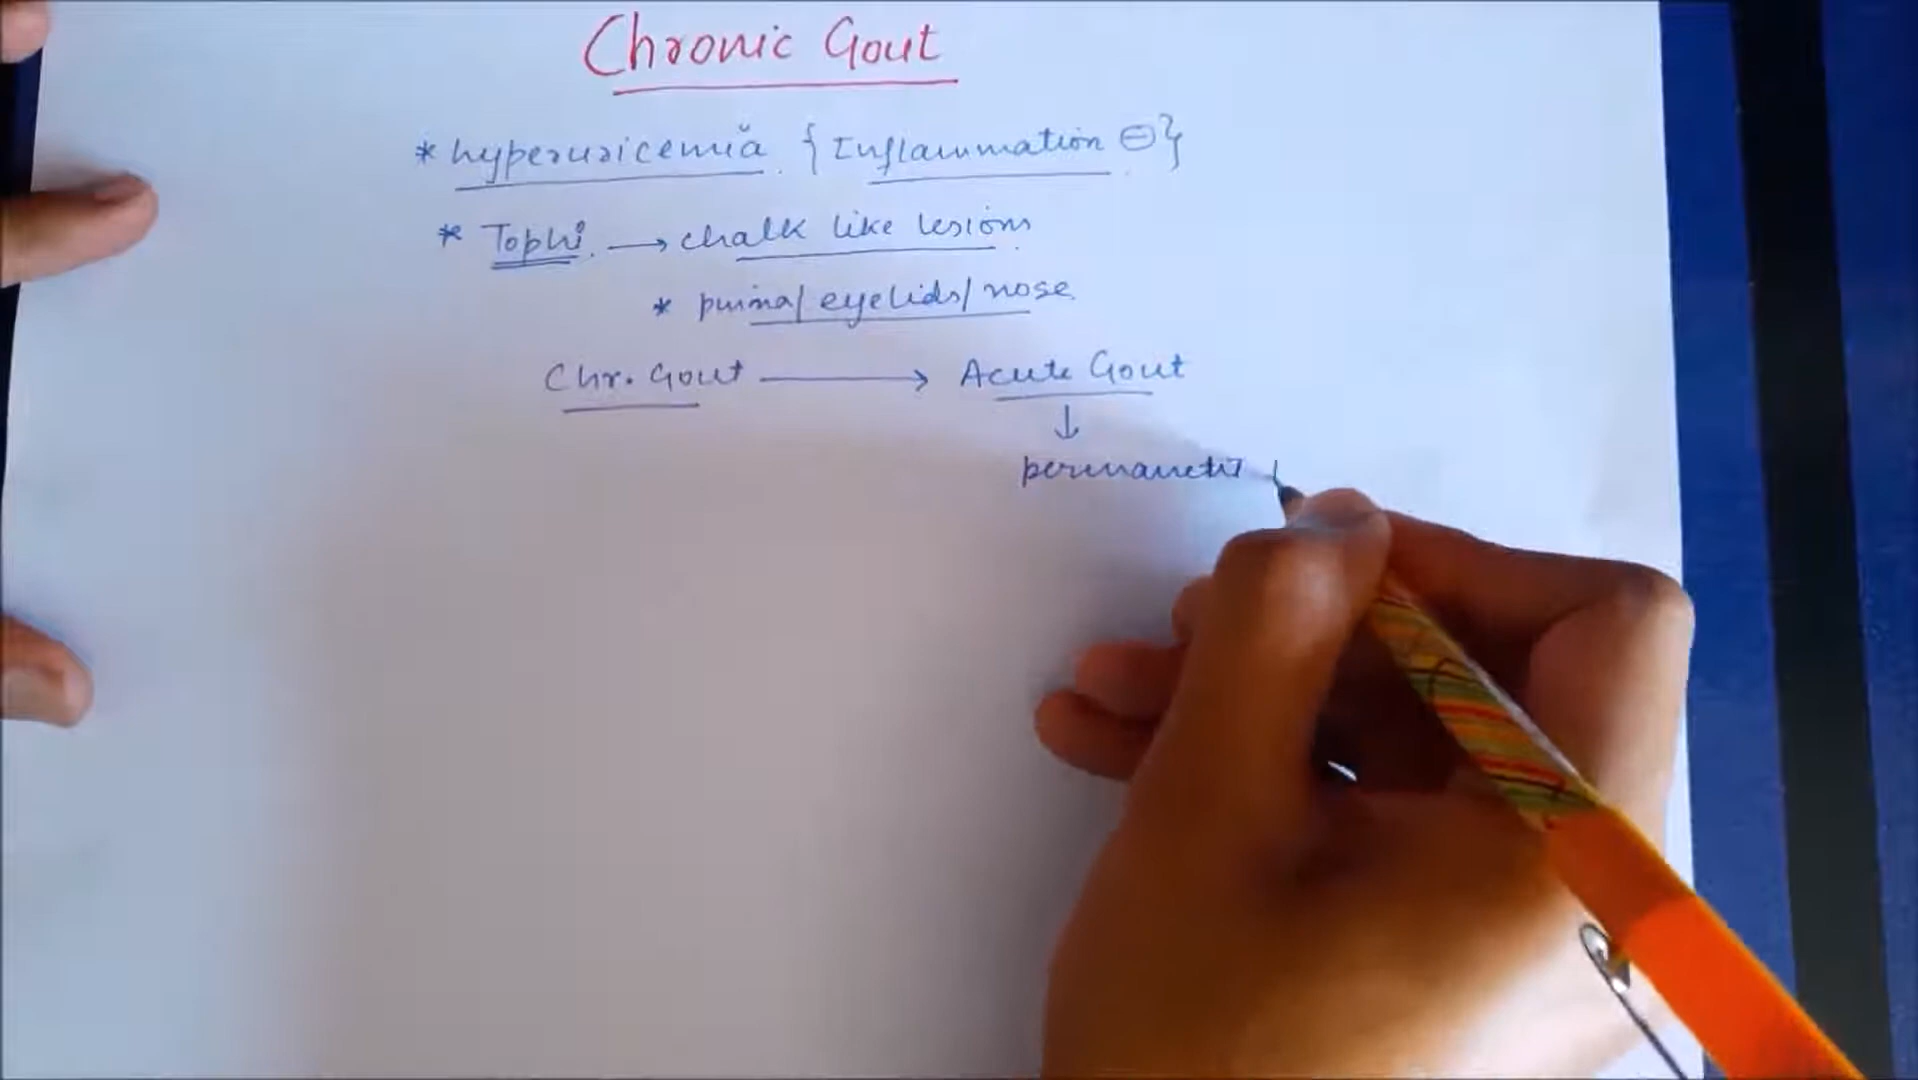 Chronic Gout
* hyperuricemia {Inflammation ⊖}
* Tophi → chalk like lesions
* pinna/eyelids/nose
Chr. Gout → Acute Gout
↓